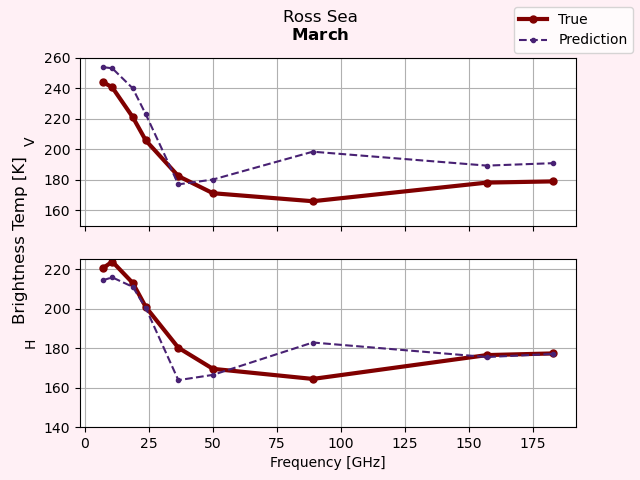 Ross Sea
March
True
Prediction
Brightness Temp [K]
V
260
240
220
200
180
160
H
220
200
180
160
140
0
25
50
75
100
125
150
175
Frequency [GHz]